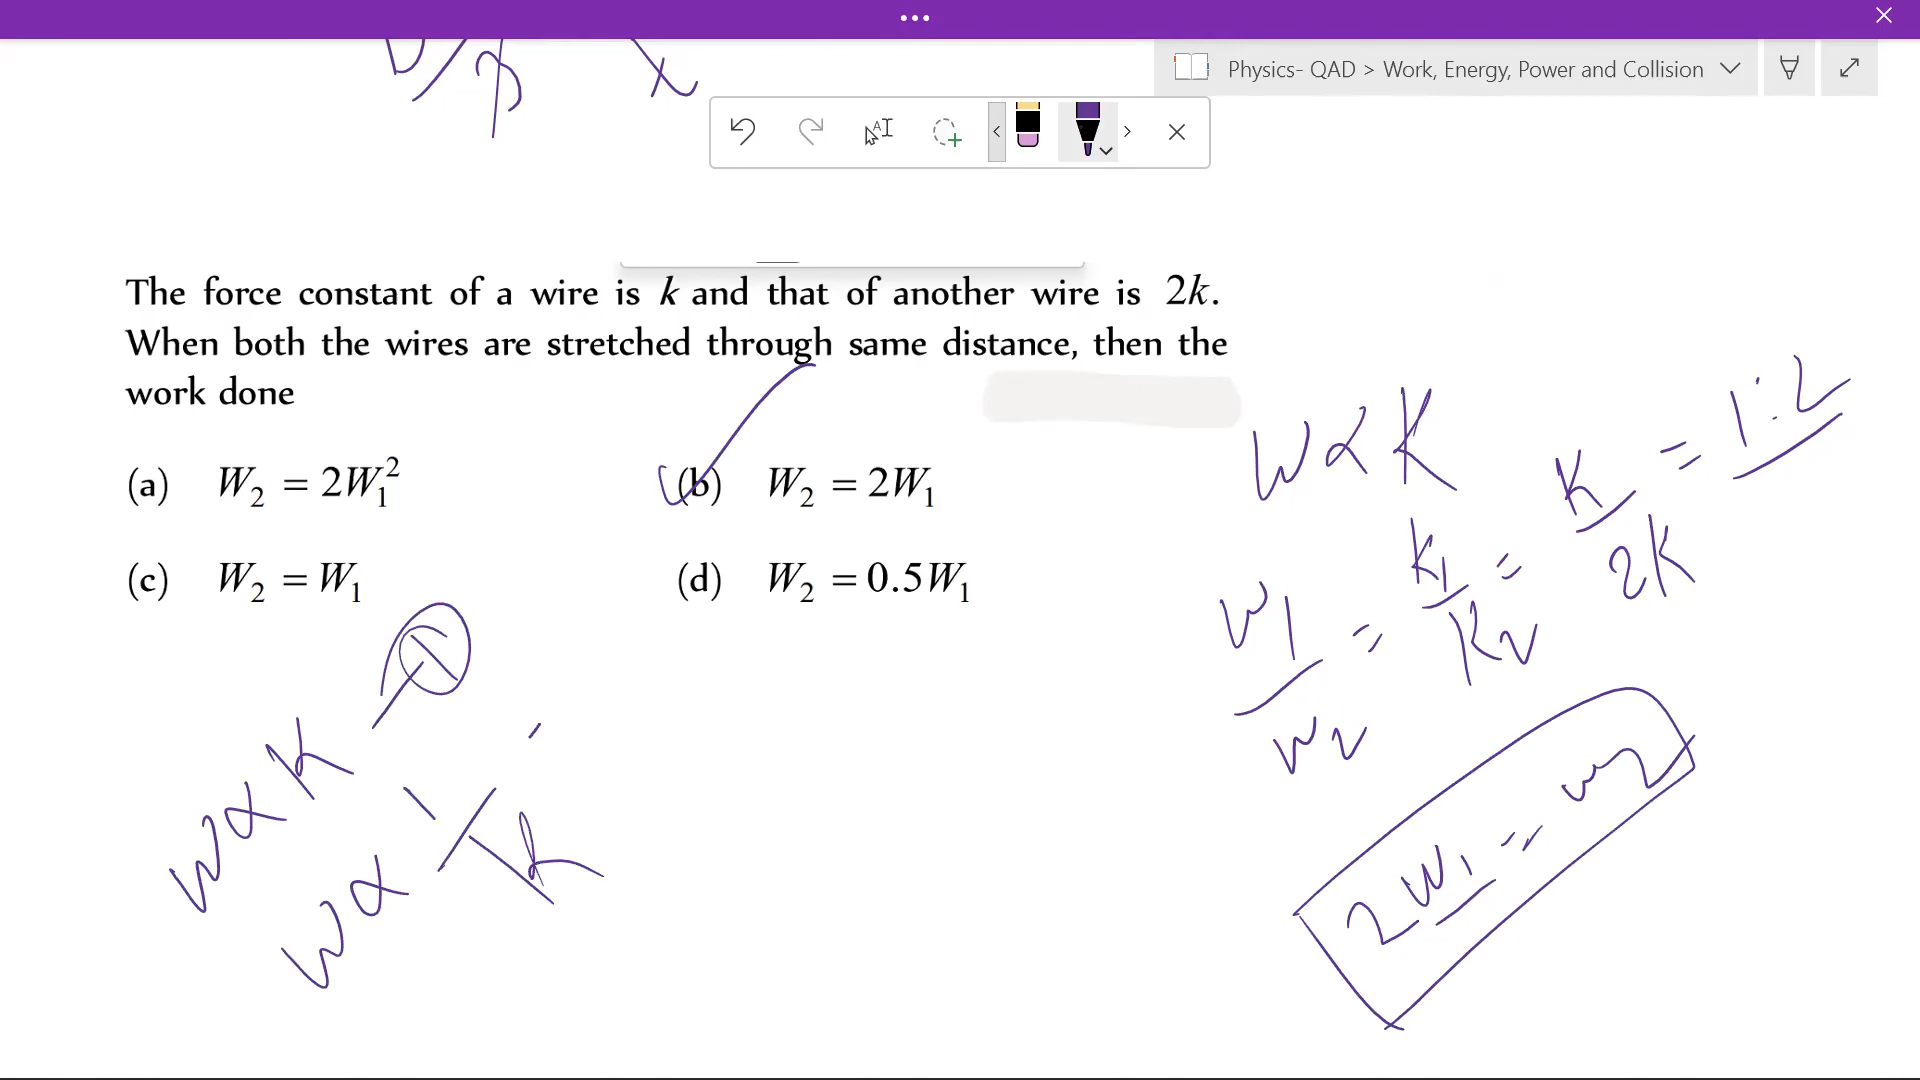 Physics- QAD > Work, Energy, Power and Collision
The force constant of a wire is k and that of another wire is 2k.
When both the wires are stretched through same distance, then the
work done
(a) W₂ = 2W₁² (b) W₂ = 2W₁
(c) W₂ = W₁ (d) W₂ = 0.5W₁
W∝K
W1/W2 = K1/K2 = K/2K = 1:2
2W1 = W2
W∝K - ①
W∝ 1/K